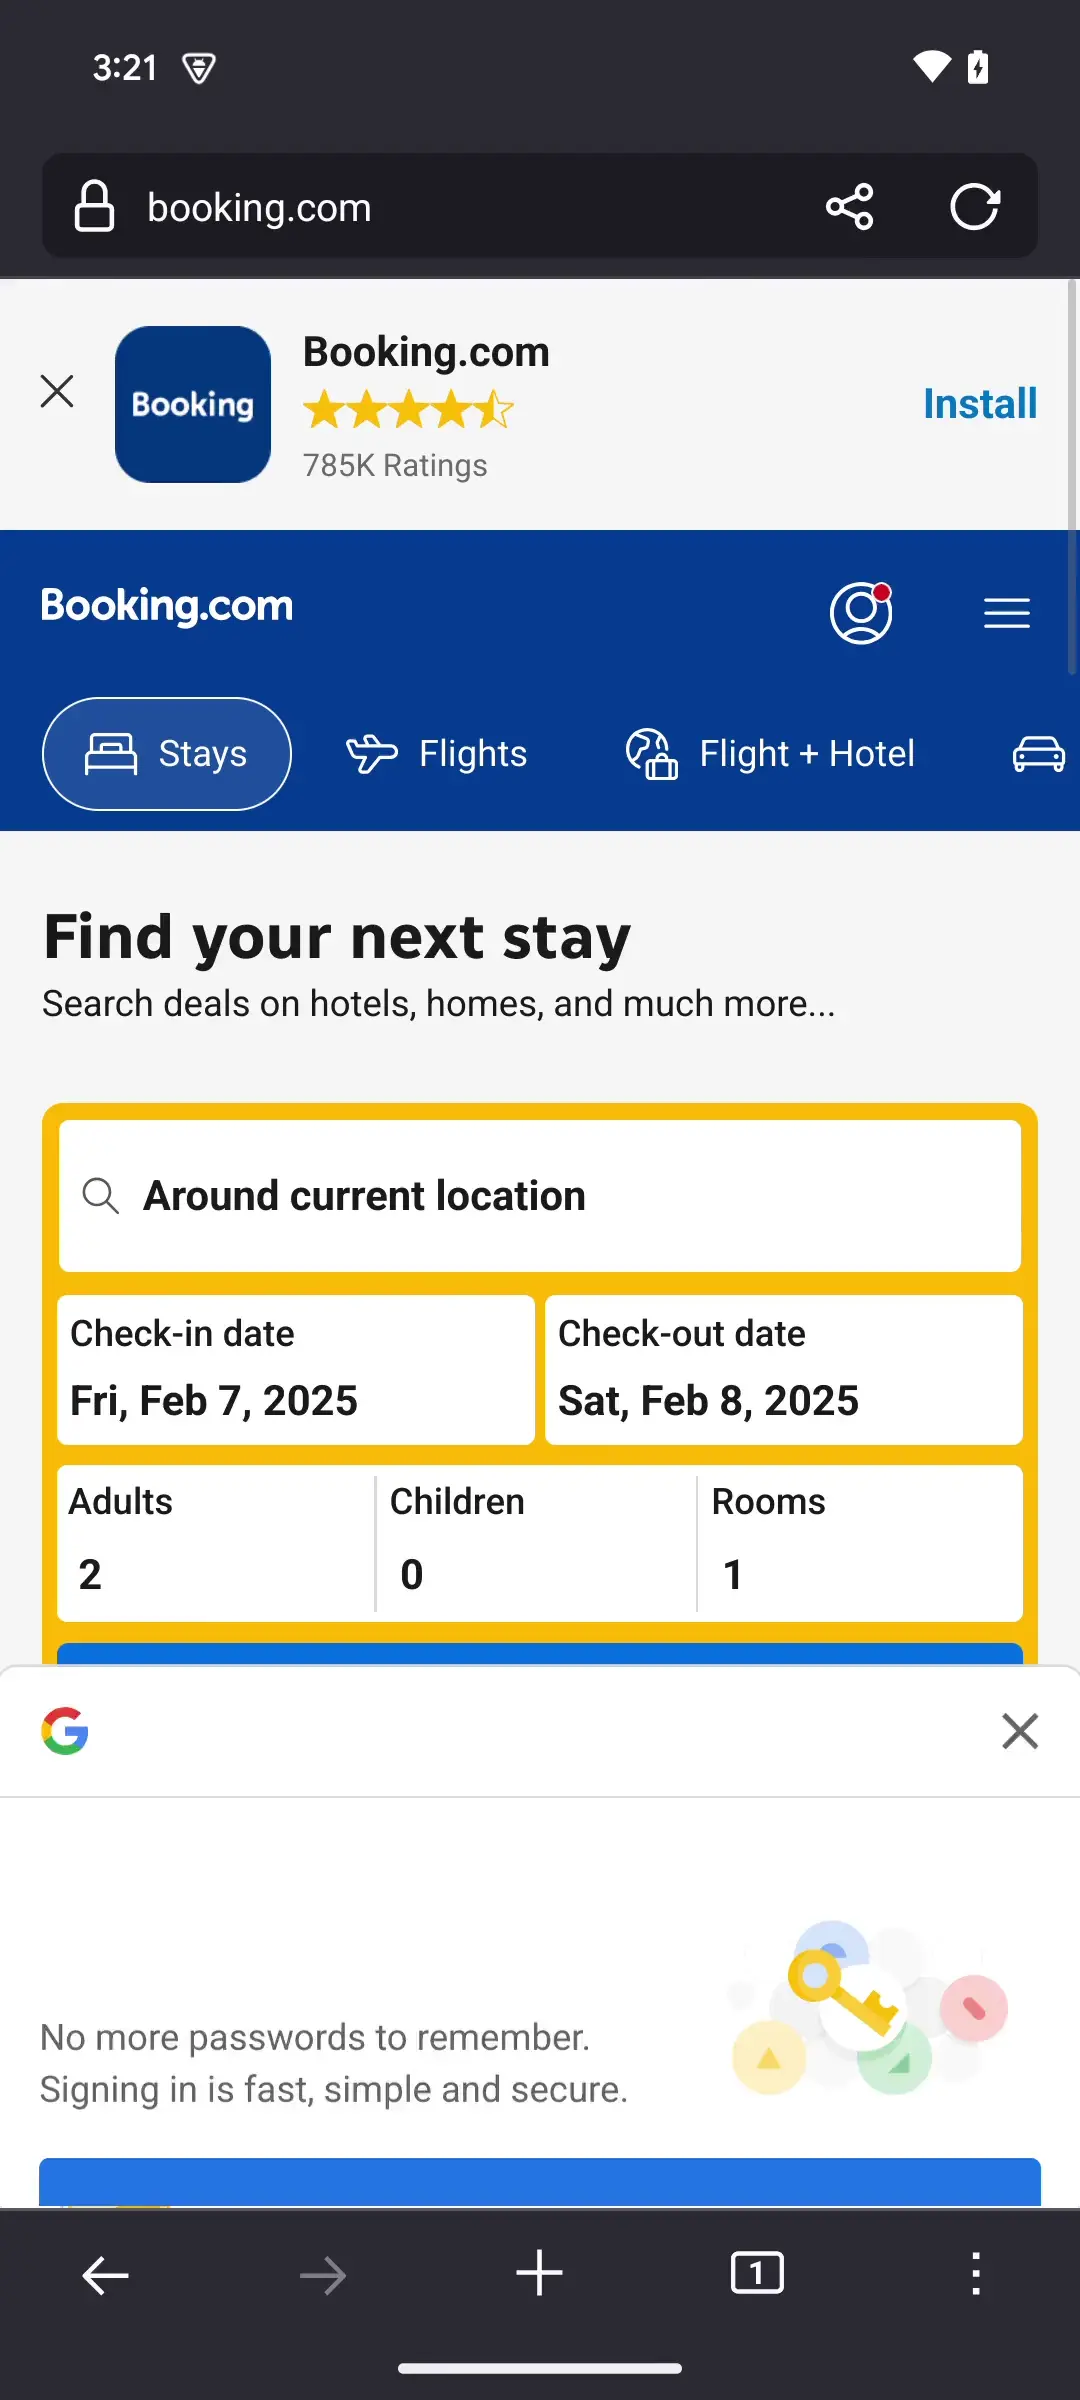 3:21
booking.com
Booking
Booking.com
785K Ratings
Install
Booking.com
Stays
Flights
Flight + Hotel
Find your next stay
Search deals on hotels, homes, and much more...
Around current location
Check-in date
Check-out date
Fri, Feb 7, 2025
Sat, Feb 8, 2025
Adults
Children
Rooms
2
0
1
G
No more passwords to remember.
Signing in is fast, simple and secure.
1